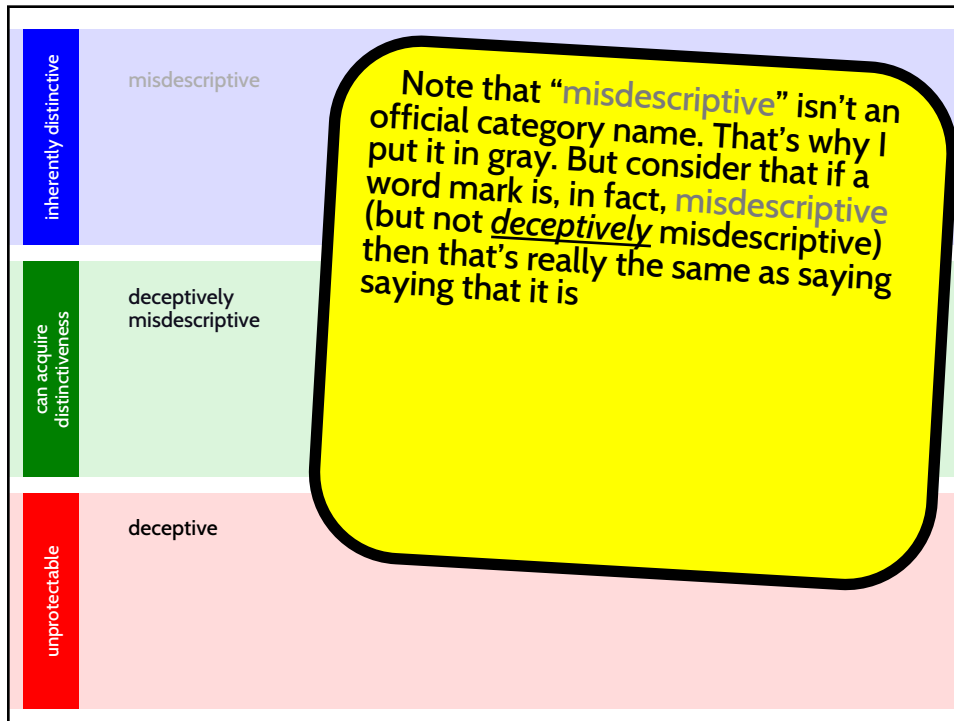 inherently distinctive
misdescriptive
can acquire
distinctiveness
deceptively
misdescriptive
unprotectable
deceptive
Note that “misdescriptive” isn’t an
official category name. That’s why I
put it in gray. But consider that if a
word mark is, in fact, misdescriptive
(but not deceptively misdescriptive)
then that’s really the same as saying
saying that it is